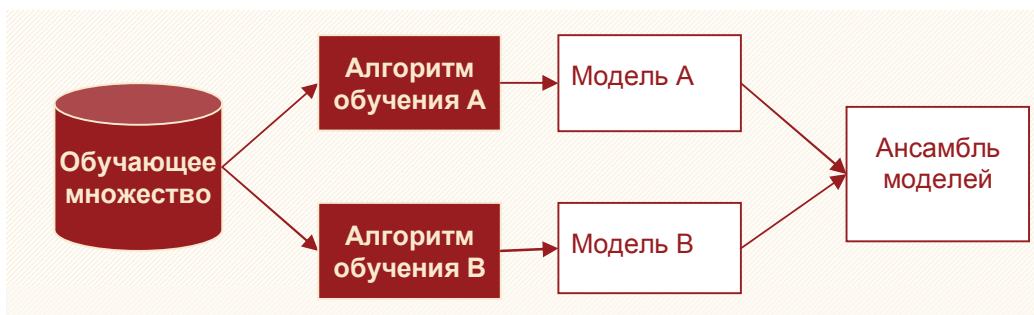 Обучающее
множество
Алгоритм
обучения А
Модель А
Алгоритм
обучения В
Модель В
Ансамбль
моделей